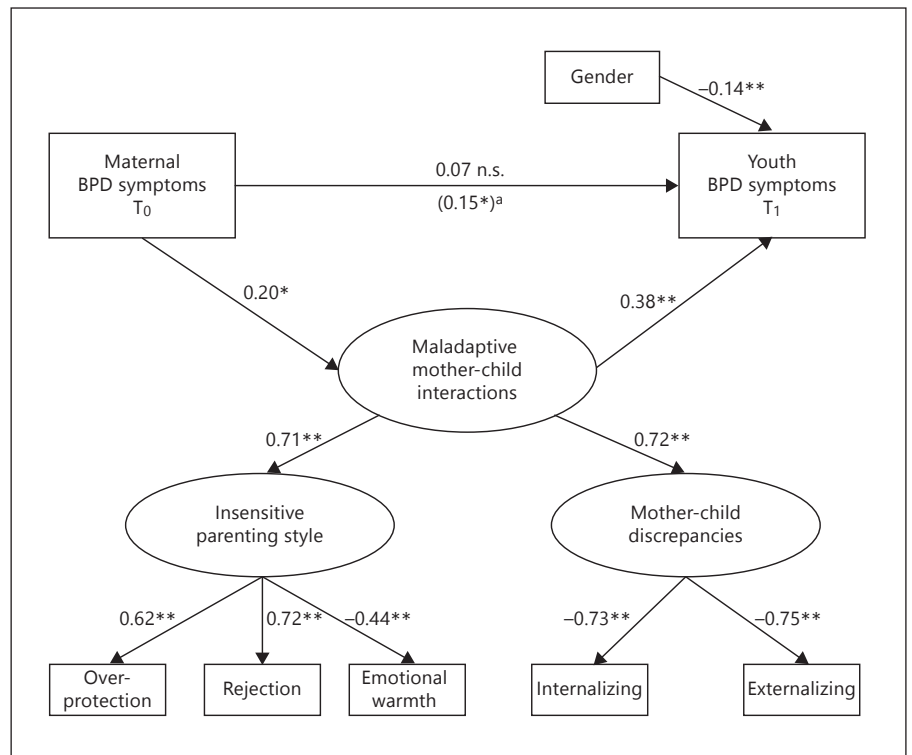 Gender
–0.14**
Maternal
BPD symptoms
T0
0.07 n.s.
(0.15*)a
Youth
BPD symptoms
T1
0.20*
0.38**
Maladaptive
mother-child
interactions
0.71**
0.72**
Insensitive
parenting style
Mother-child
discrepancies
0.62**
0.72**
–0.44**
–0.73**
–0.75**
Over-
protection
Rejection
Emotional
warmth
Internalizing
Externalizing